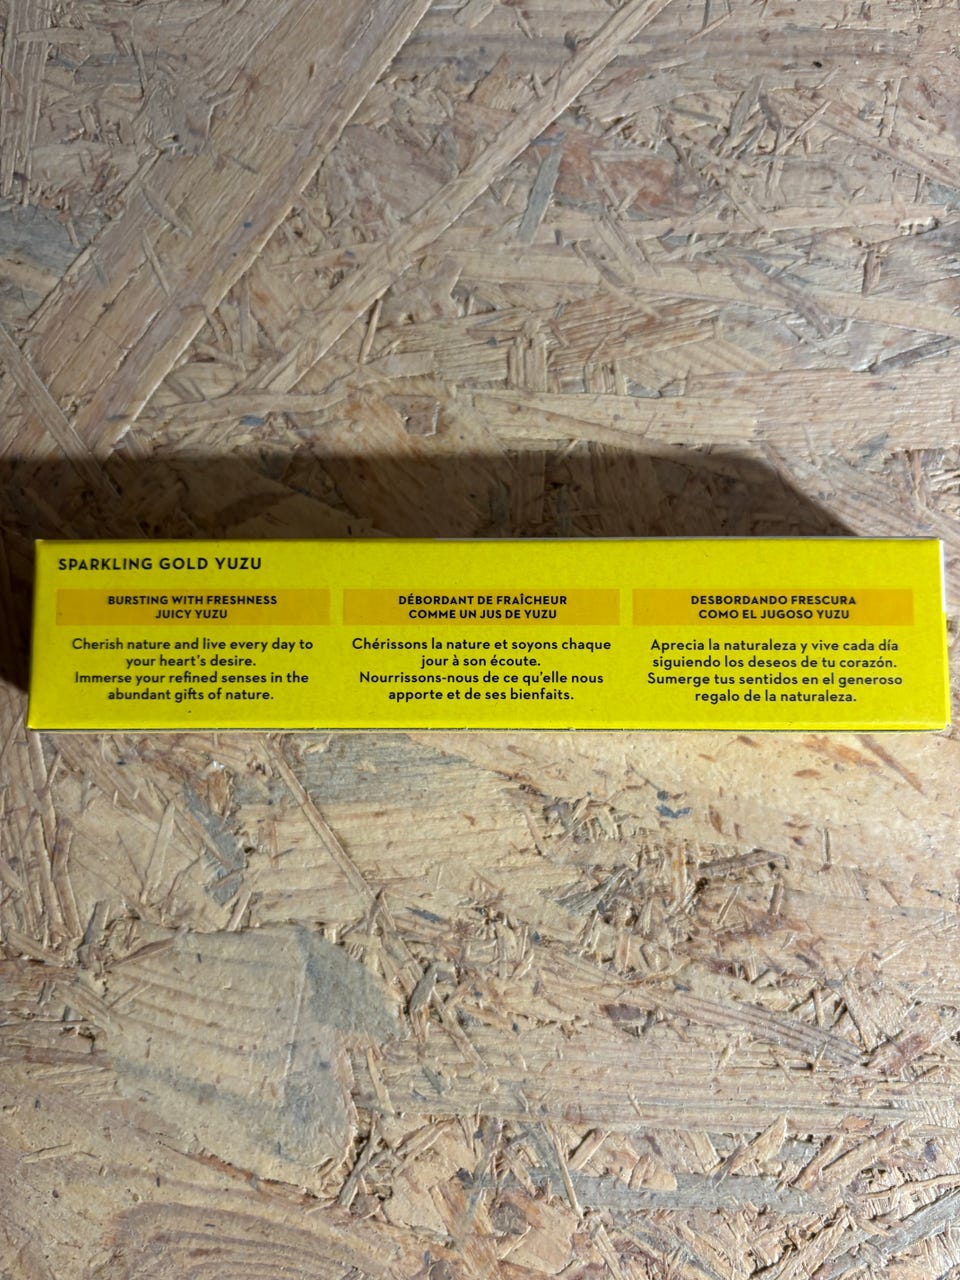 SPARKLING GOLD YUZU
BURSTING WITH FRESHNESS
JUICY YUZU
Cherish nature and live every day to
your heart's desire.
Immerse your refined senses in the
abundant gifts of nature.
DÉBORDANT DE FRAÎCHEUR
COMME UN JUS DE YUZU
Chérissons la nature et soyons chaque
jour à son écoute.
Nourrissons-nous de ce qu'elle nous
apporte et de ses bienfaits.
DESBORDANDO FRESCURA
COMO EL JUGOSO YUZU
Aprecia la naturaleza y vive cada día
siguiendo los deseos de tu corazón.
Sumerge tus sentidos en el generoso
regalo de la naturaleza.